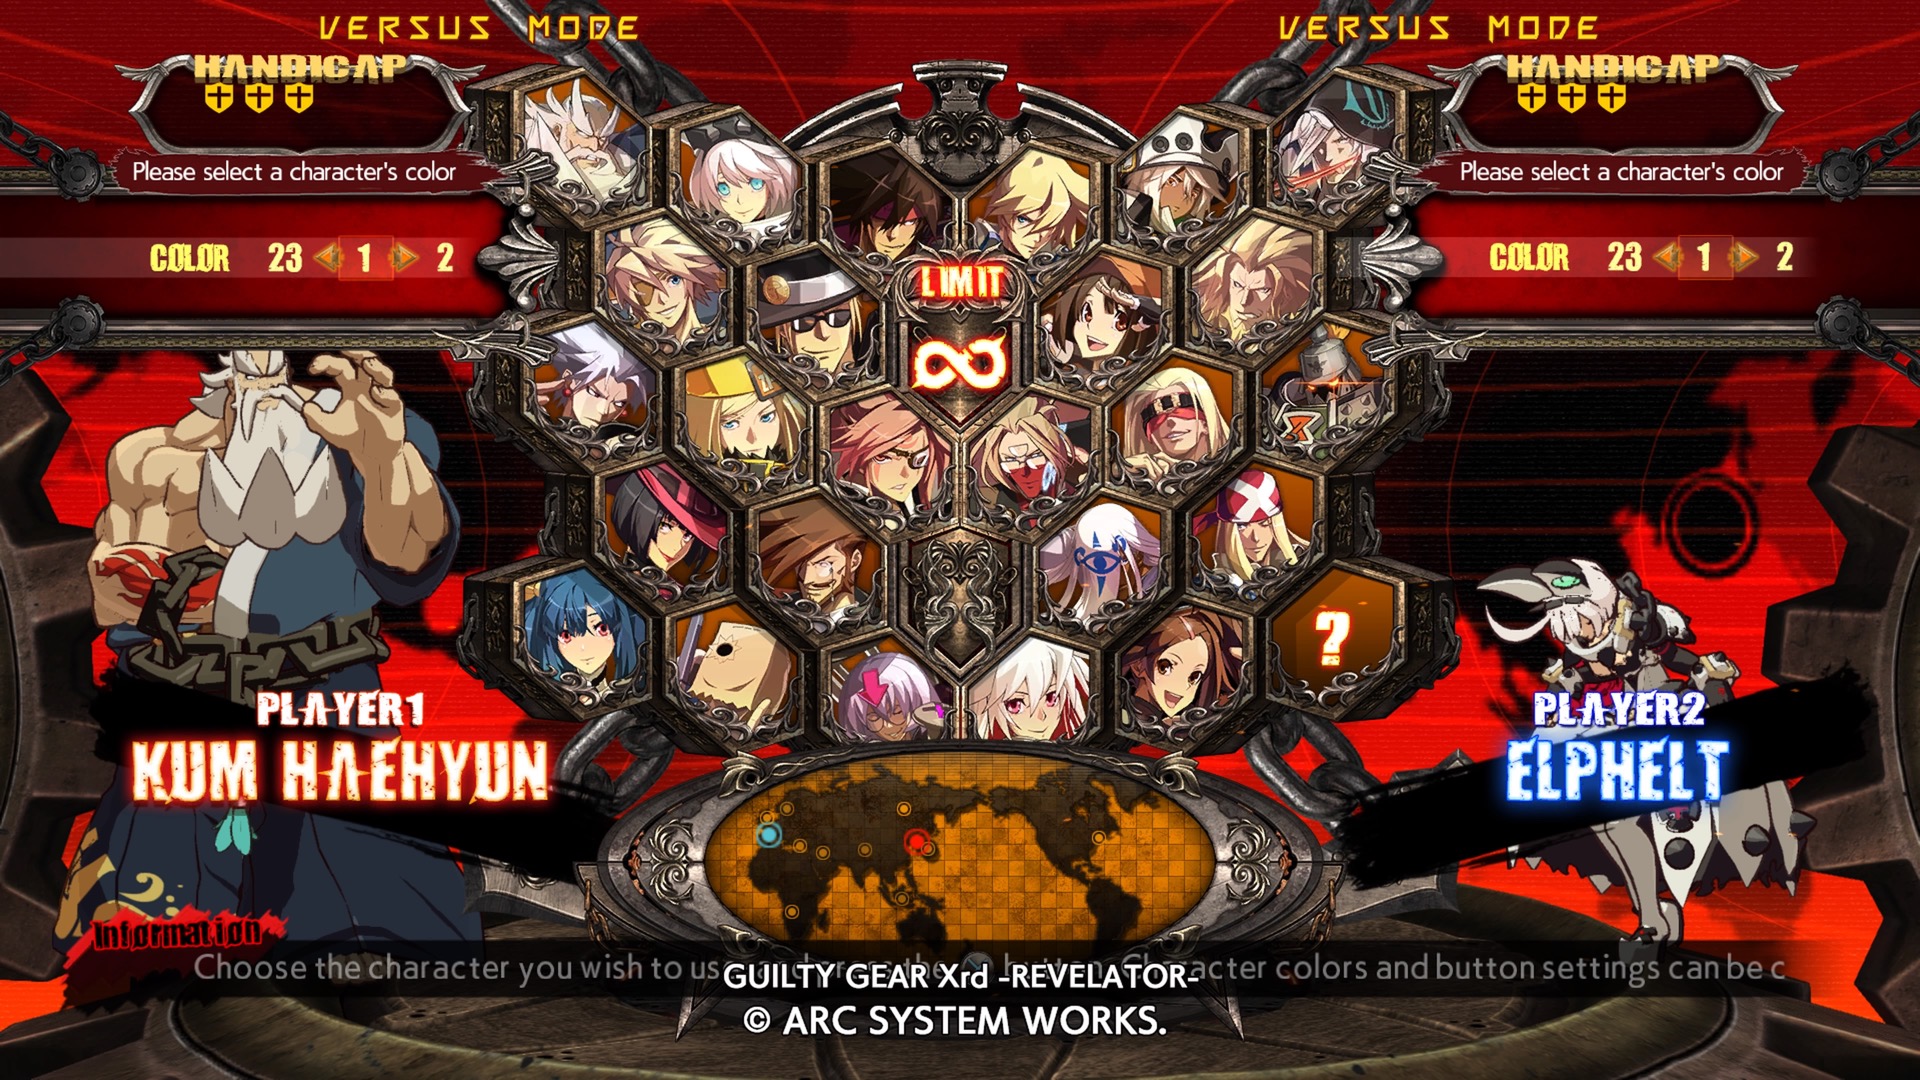 VERSUS MODE
VERSUS MODE
HANDICAP
HANDICAP
Please select a character's color
Please select a character's color
COLOR 23 1 2
COLOR 23 1 2
LIMIT
∞
?
PLAYER1
KUM HAEHYUN
PLAYER2
ELPHELT
Information
Choose the character you wish to colors and button settings can be c
GUILTY GEAR Xrd -REVELATOR-
© ARC SYSTEM WORKS.